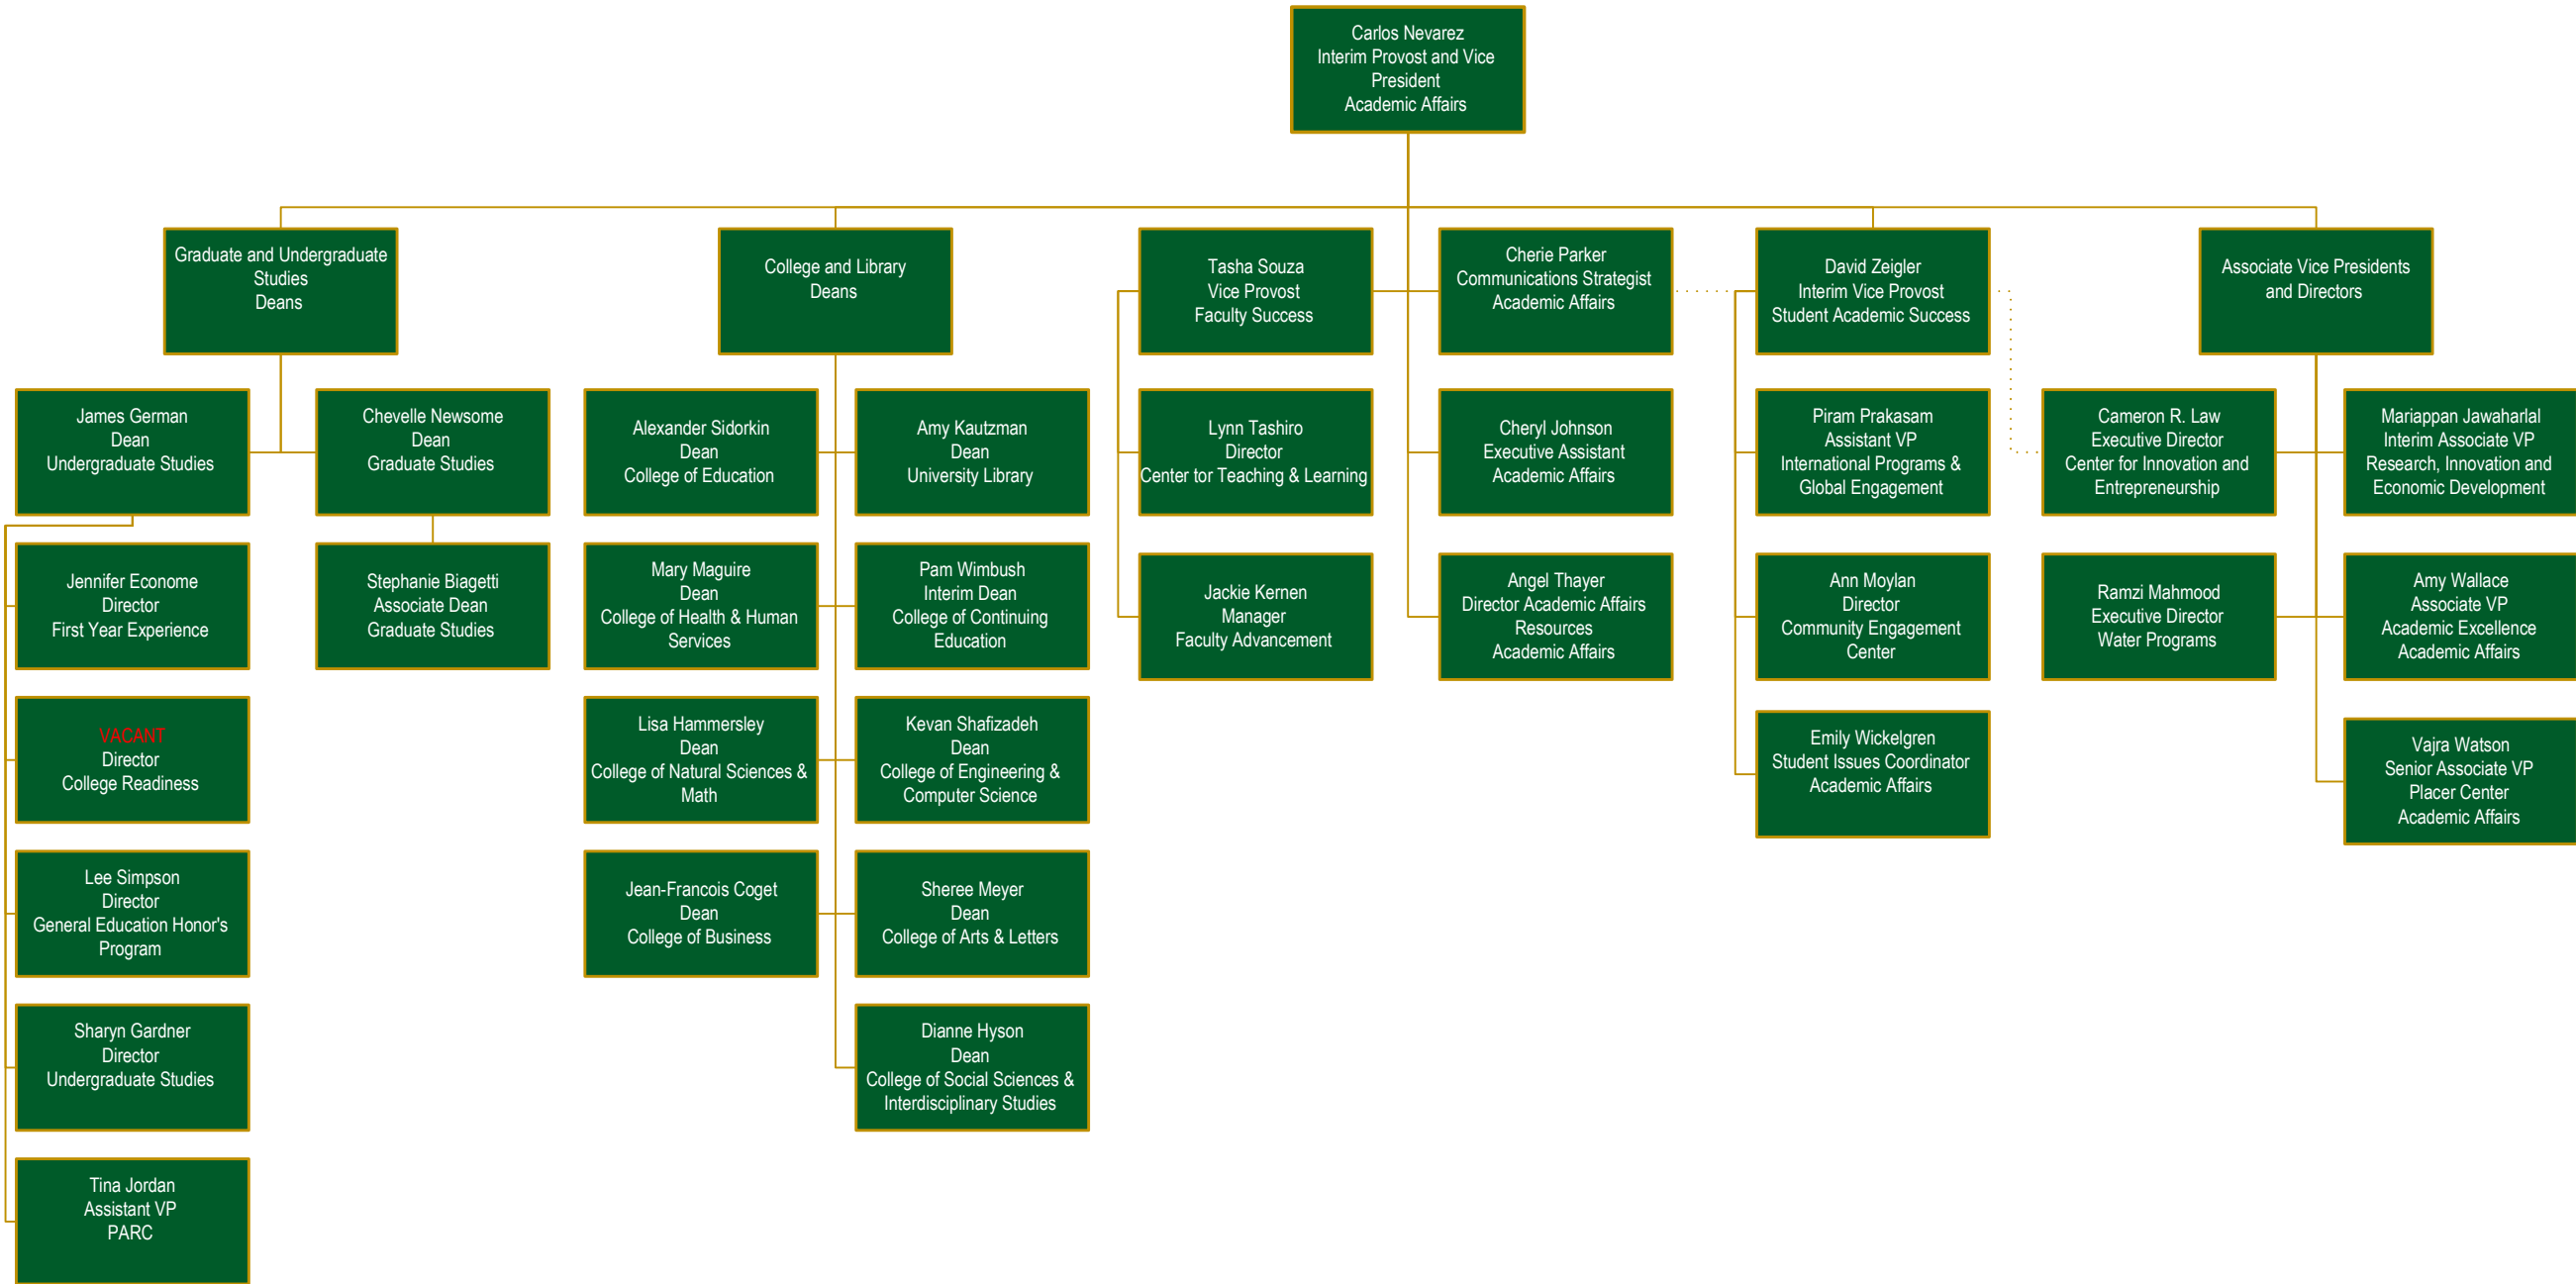 Carlos Nevarez
Interim Provost and Vice
President
Academic Affairs
Graduate and Undergraduate
Studies
Deans
College and Library
Deans
Tasha Souza
Vice Provost
Faculty Success
Cherie Parker
Communications Strategist
Academic Affairs
David Zeigler
Interim Vice Provost
Student Academic Success
Associate Vice Presidents
and Directors
James German
Dean
Undergraduate Studies
Chevelle Newsome
Dean
Graduate Studies
Alexander Sidorkin
Dean
College of Education
Amy Kautzman
Dean
University Library
Lynn Tashiro
Director
Center tor Teaching & Learning
Cheryl Johnson
Executive Assistant
Academic Affairs
Piram Prakasam
Assistant VP
International Programs &
Global Engagement
Cameron R. Law
Executive Director
Center for Innovation and
Entrepreneurship
Mariappan Jawaharlal
Interim Associate VP
Research, Innovation and
Economic Development
Jennifer Econome
Director
First Year Experience
Stephanie Biagetti
Associate Dean
Graduate Studies
Mary Maguire
Dean
College of Health & Human
Services
Pam Wimbush
Interim Dean
College of Continuing
Education
Jackie Kernen
Manager
Faculty Advancement
Angel Thayer
Director Academic Affairs
Resources
Academic Affairs
Ann Moylan
Director
Community Engagement
Center
Ramzi Mahmood
Executive Director
Water Programs
Amy Wallace
Associate VP
Academic Excellence
Academic Affairs
VACANT
Director
College Readiness
Lisa Hammersley
Dean
College of Natural Sciences &
Math
Kevan Shafizadeh
Dean
College of Engineering &
Computer Science
Emily Wickelgren
Student Issues Coordinator
Academic Affairs
Vajra Watson
Senior Associate VP
Placer Center
Academic Affairs
Lee Simpson
Director
General Education Honor's
Program
Jean-Francois Coget
Dean
College of Business
Sheree Meyer
Dean
College of Arts & Letters
Sharyn Gardner
Director
Undergraduate Studies
Dianne Hyson
Dean
College of Social Sciences &
Interdisciplinary Studies
Tina Jordan
Assistant VP
PARC